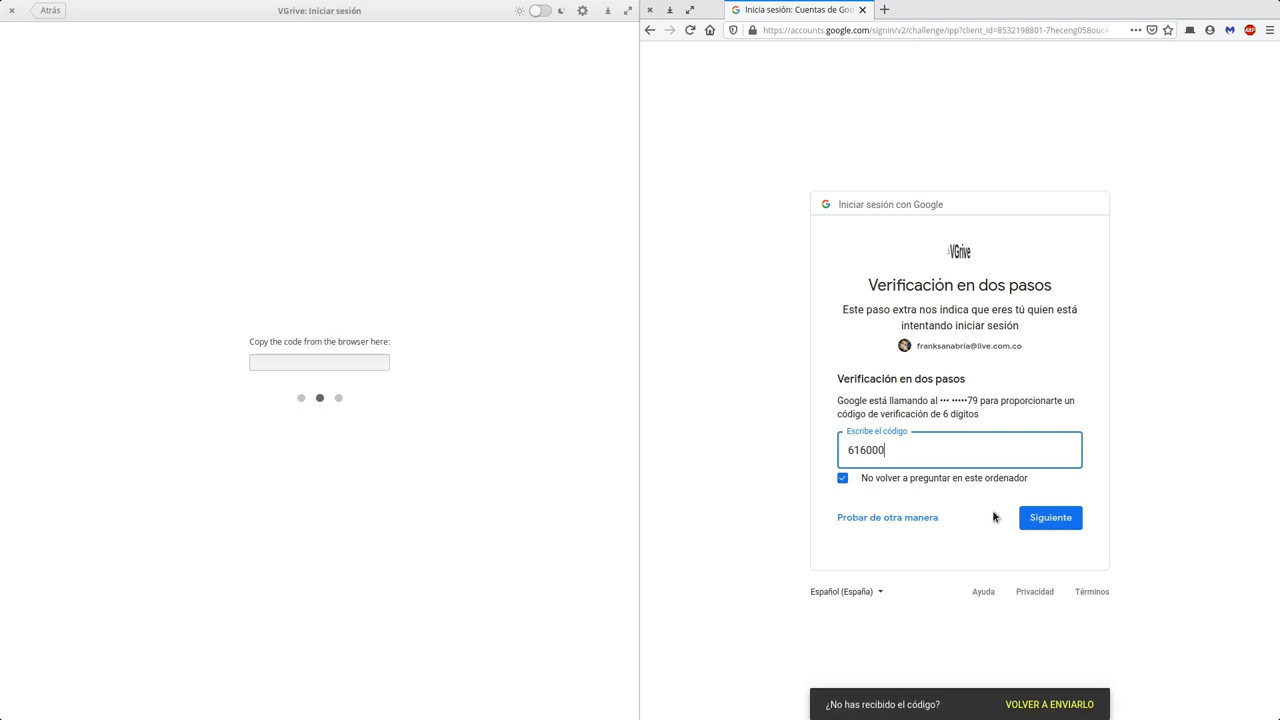 Atrás
VGrive: Iniciar sesión
Copy the code from the browser here:
Inicia sesión: Cuentas de Goo
https://accounts.google.com/signin/v2/challenge/ipp?client_id=8532198801-7heceng058ouc4
ABP
Iniciar sesión con Google
VGrive
Verificación en dos pasos
Este paso extra nos indica que eres tú quien está
intentando iniciar sesión
franksanabria@live.com.co
Verificación en dos pasos
Google está llamando al ••• •••••79 para proporcionarte un
código de verificación de 6 dígitos
Escribe el código
616000
No volver a preguntar en este ordenador
Probar de otra manera
Siguiente
Español (España)
Ayuda
Privacidad
Términos
¿No has recibido el código?
VOLVER A ENVIARLO